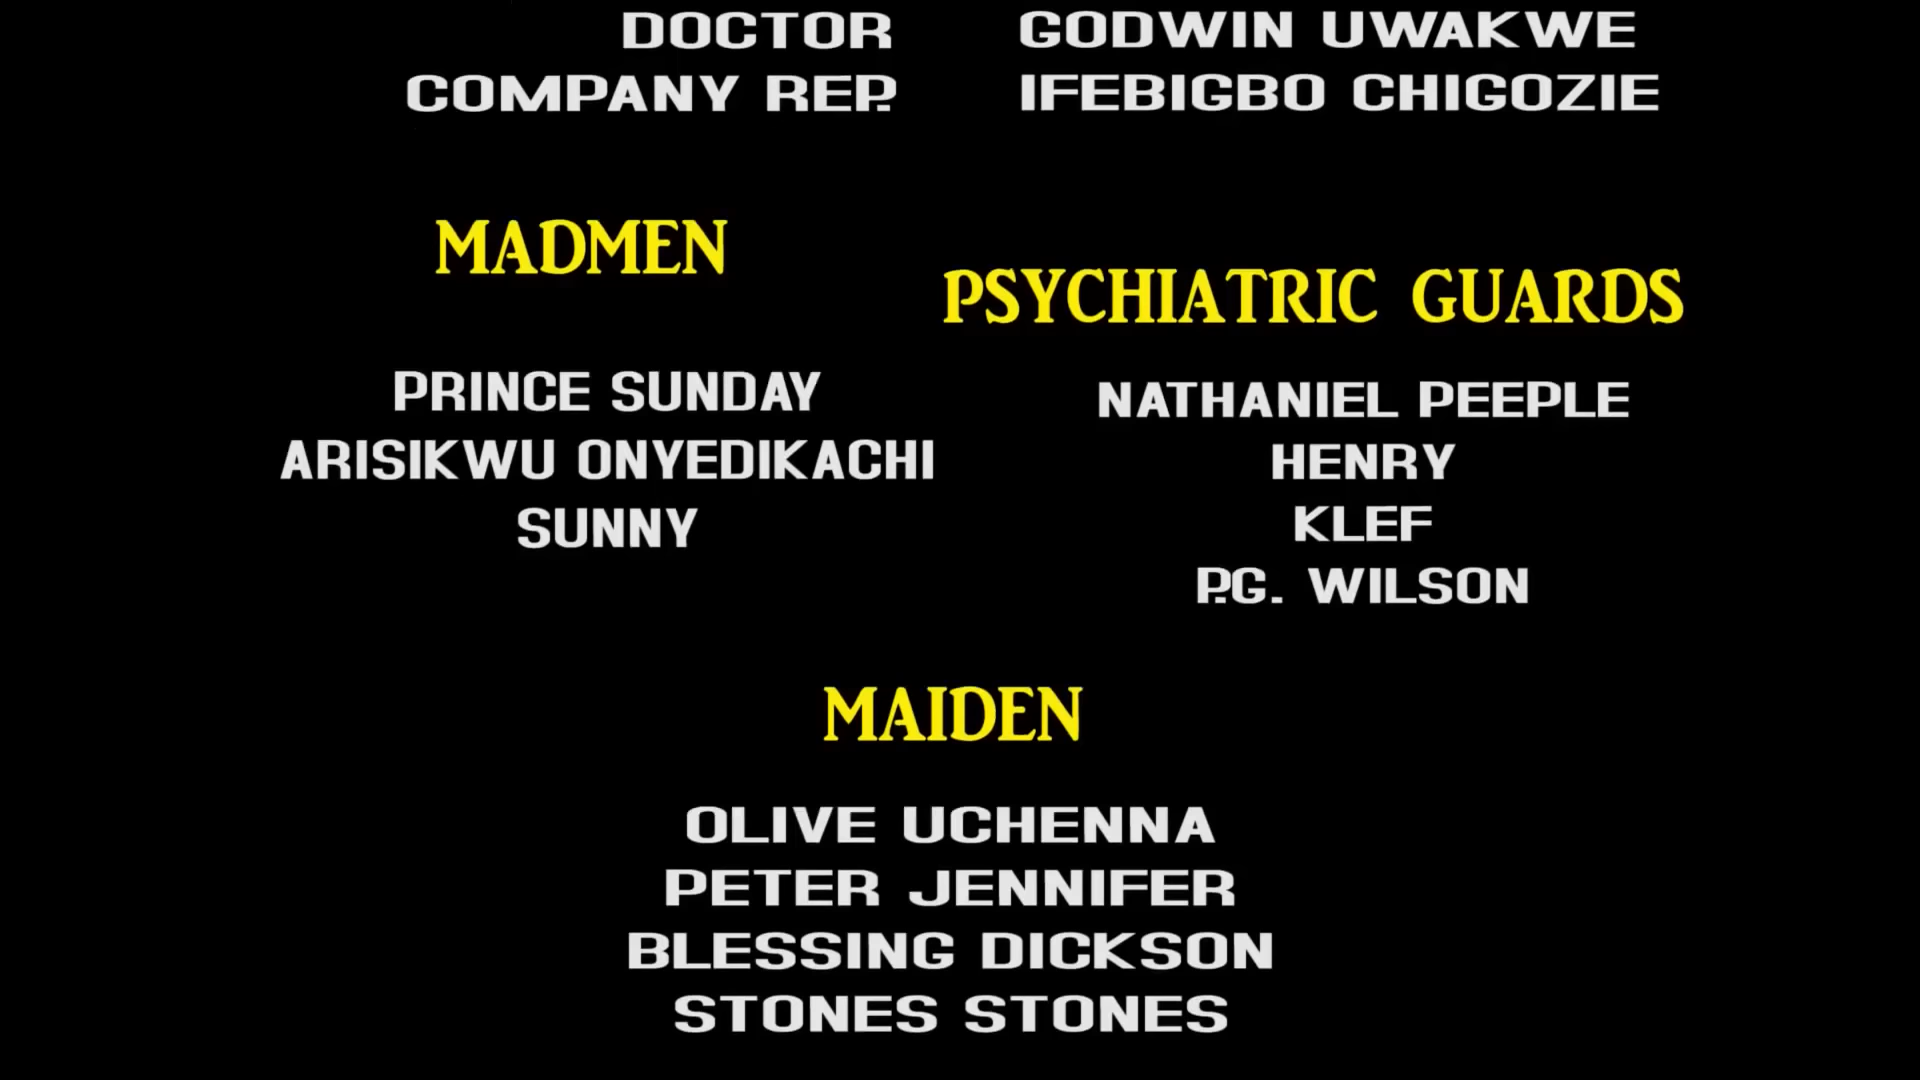 DOCTOR GODWIN UWAKWE
COMPANY REP. IFEBIGBO CHIGOZIE
MADMEN
PRINCE SUNDAY
ARISIKWU ONYEDIKACHI
SUNNY
PSYCHIATRIC GUARDS
NATHANIEL PEEPLE
HENRY
KLEF
P.G. WILSON
MAIDEN
OLIVE UCHENNA
PETER JENNIFER
BLESSING DICKSON
STONES STONES